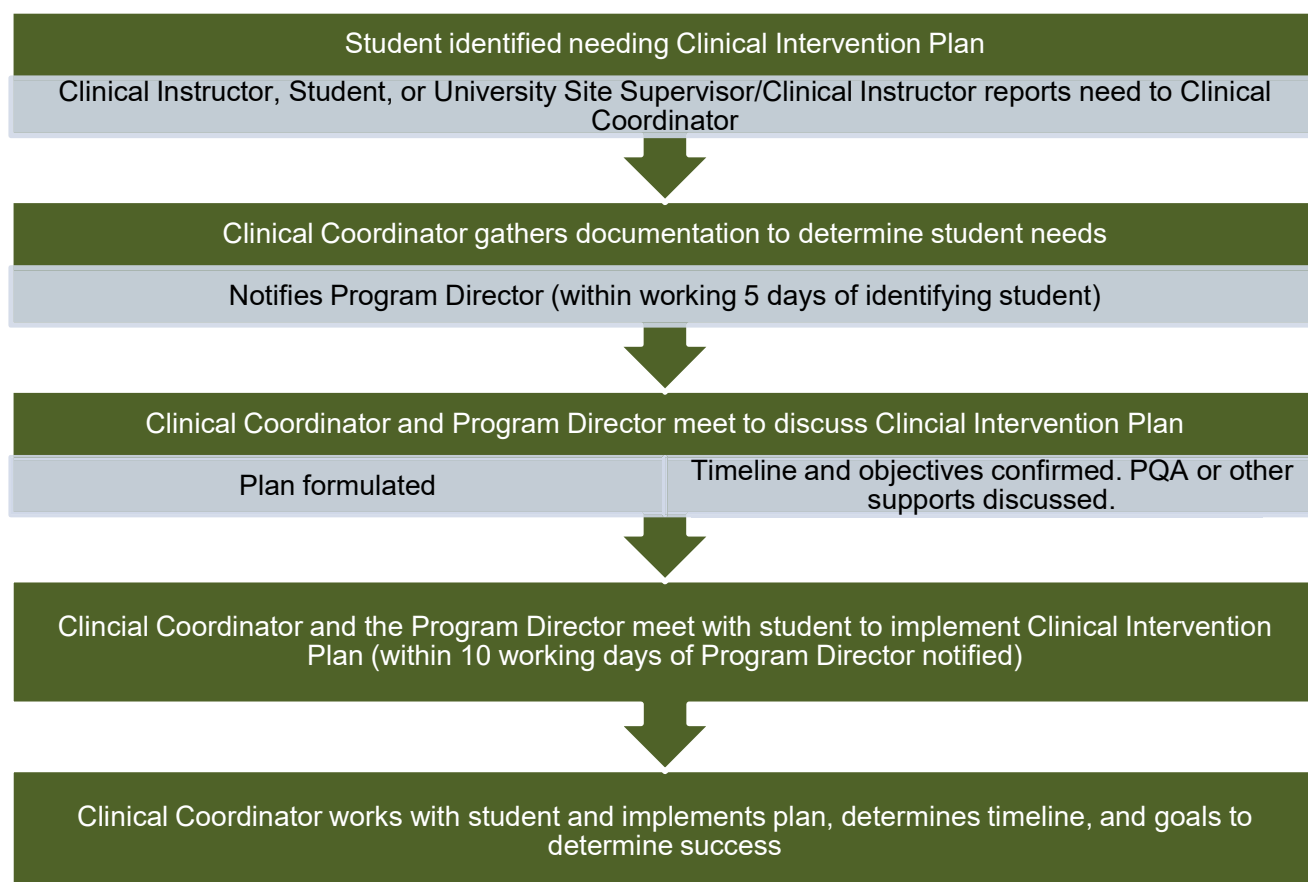 Student identified needing Clinical Intervention Plan
Clinical Instructor, Student, or University Site Supervisor/Clinical Instructor reports need to Clinical
Coordinator
Clinical Coordinator gathers documentation to determine student needs
Notifies Program Director (within working 5 days of identifying student)
Clinical Coordinator and Program Director meet to discuss Clincial Intervention Plan
Plan formulated
Timeline and objectives confirmed. PQA or other
supports discussed.
Clincial Coordinator and the Program Director meet with student to implement Clinical Intervention
Plan (within 10 working days of Program Director notified)
Clinical Coordinator works with student and implements plan, determines timeline, and goals to
determine success